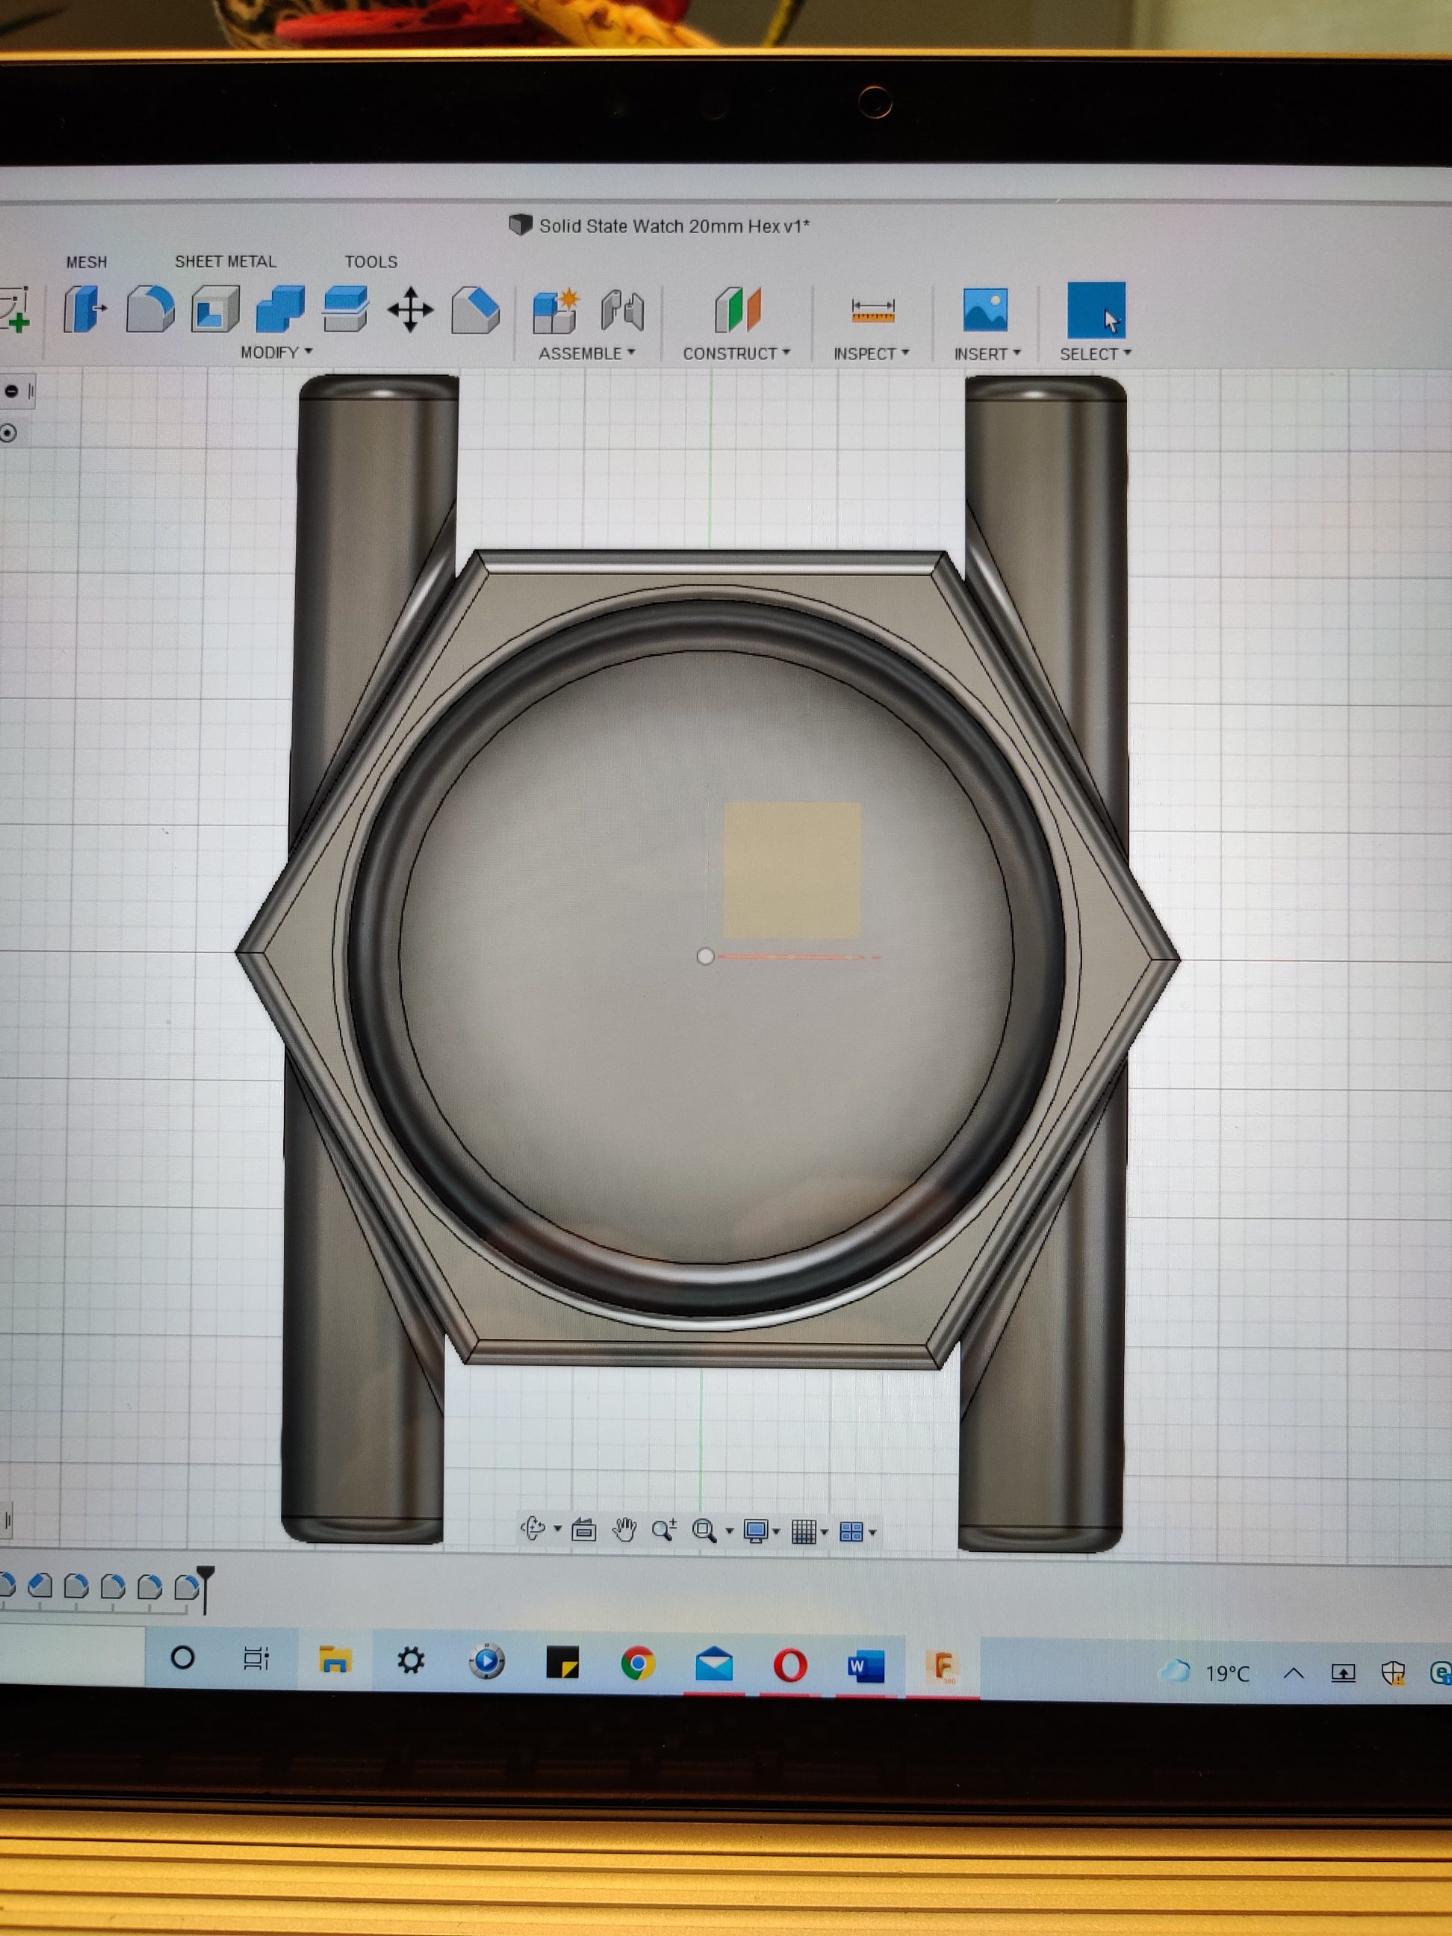 Solid State Watch 20mm Hex v1*
MESH SHEET METAL TOOLS
MODIFY ASSEMBLE CONSTRUCT INSPECT INSERT SELECT
W F
19°C